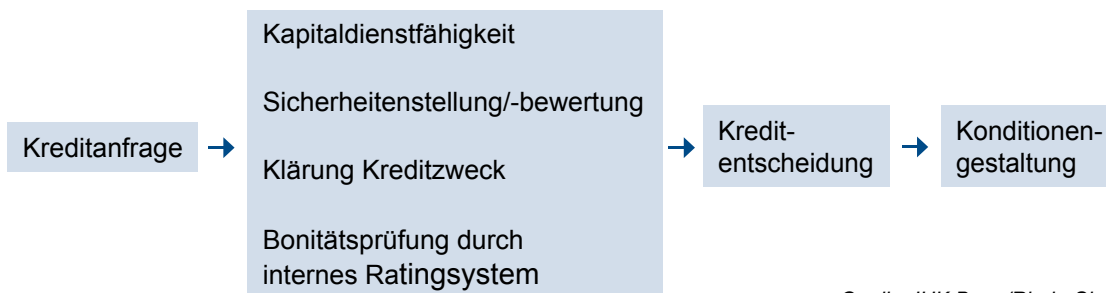 Kreditanfrage
Kapitaldienstfähigkeit
Sicherheitenstellung/-bewertung
Klärung Kreditzweck
Bonitätsprüfung durch
internes Ratingsystem
Kredit-
entscheidung
Konditionen-
gestaltung